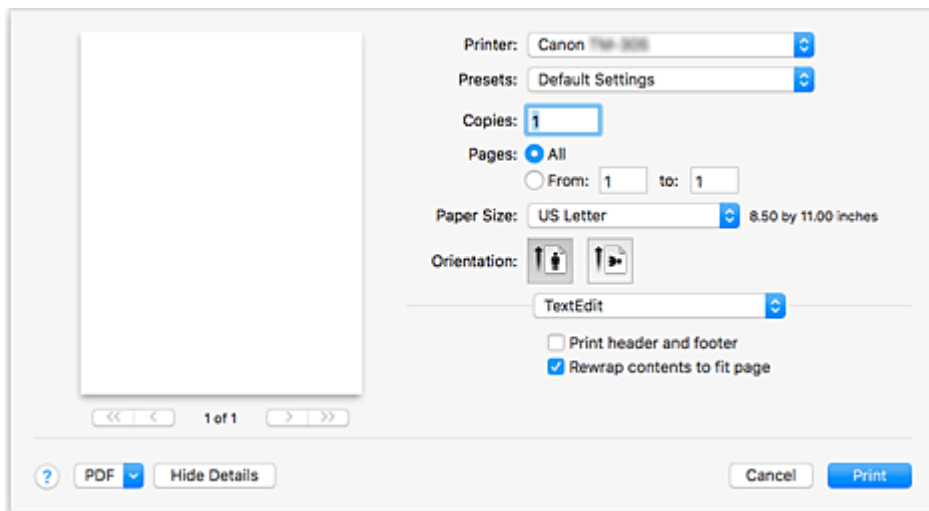 Printer: Canon
Presets: Default Settings
Copies: 1
Pages: All
From: 1 to: 1
Paper Size: US Letter 8.50 by 11.00 inches
Orientation:
TextEdit
Print header and footer
Rewrap contents to fit page
<< < 1 of 1 > >>
? PDF Hide Details Cancel Print